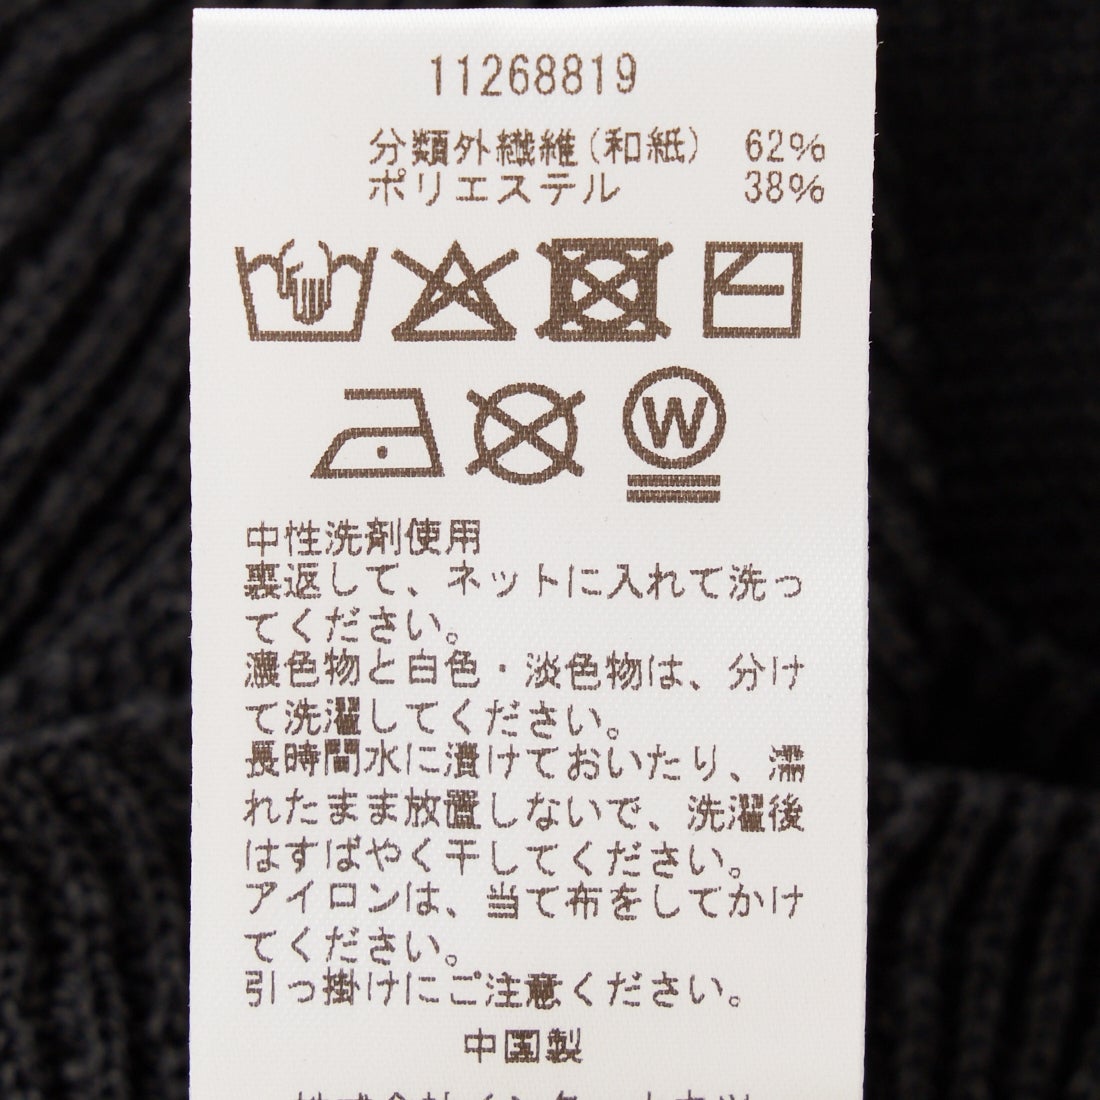 11268819
分類外繊維(和紙) 62%
ポリエステル 38%
W
中性洗剤使用
裏返して、ネットに入れて洗っ
てください。
濃色物と白色・淡色物は、分け
て洗濯してください。
長時間水に漬けておいたり、濡
れたまま放置しないで、洗濯後
はすばやく干してください。
アイロンは、当て布をしてかけ
てください。
引っ掛けにご注意ください。
中国製